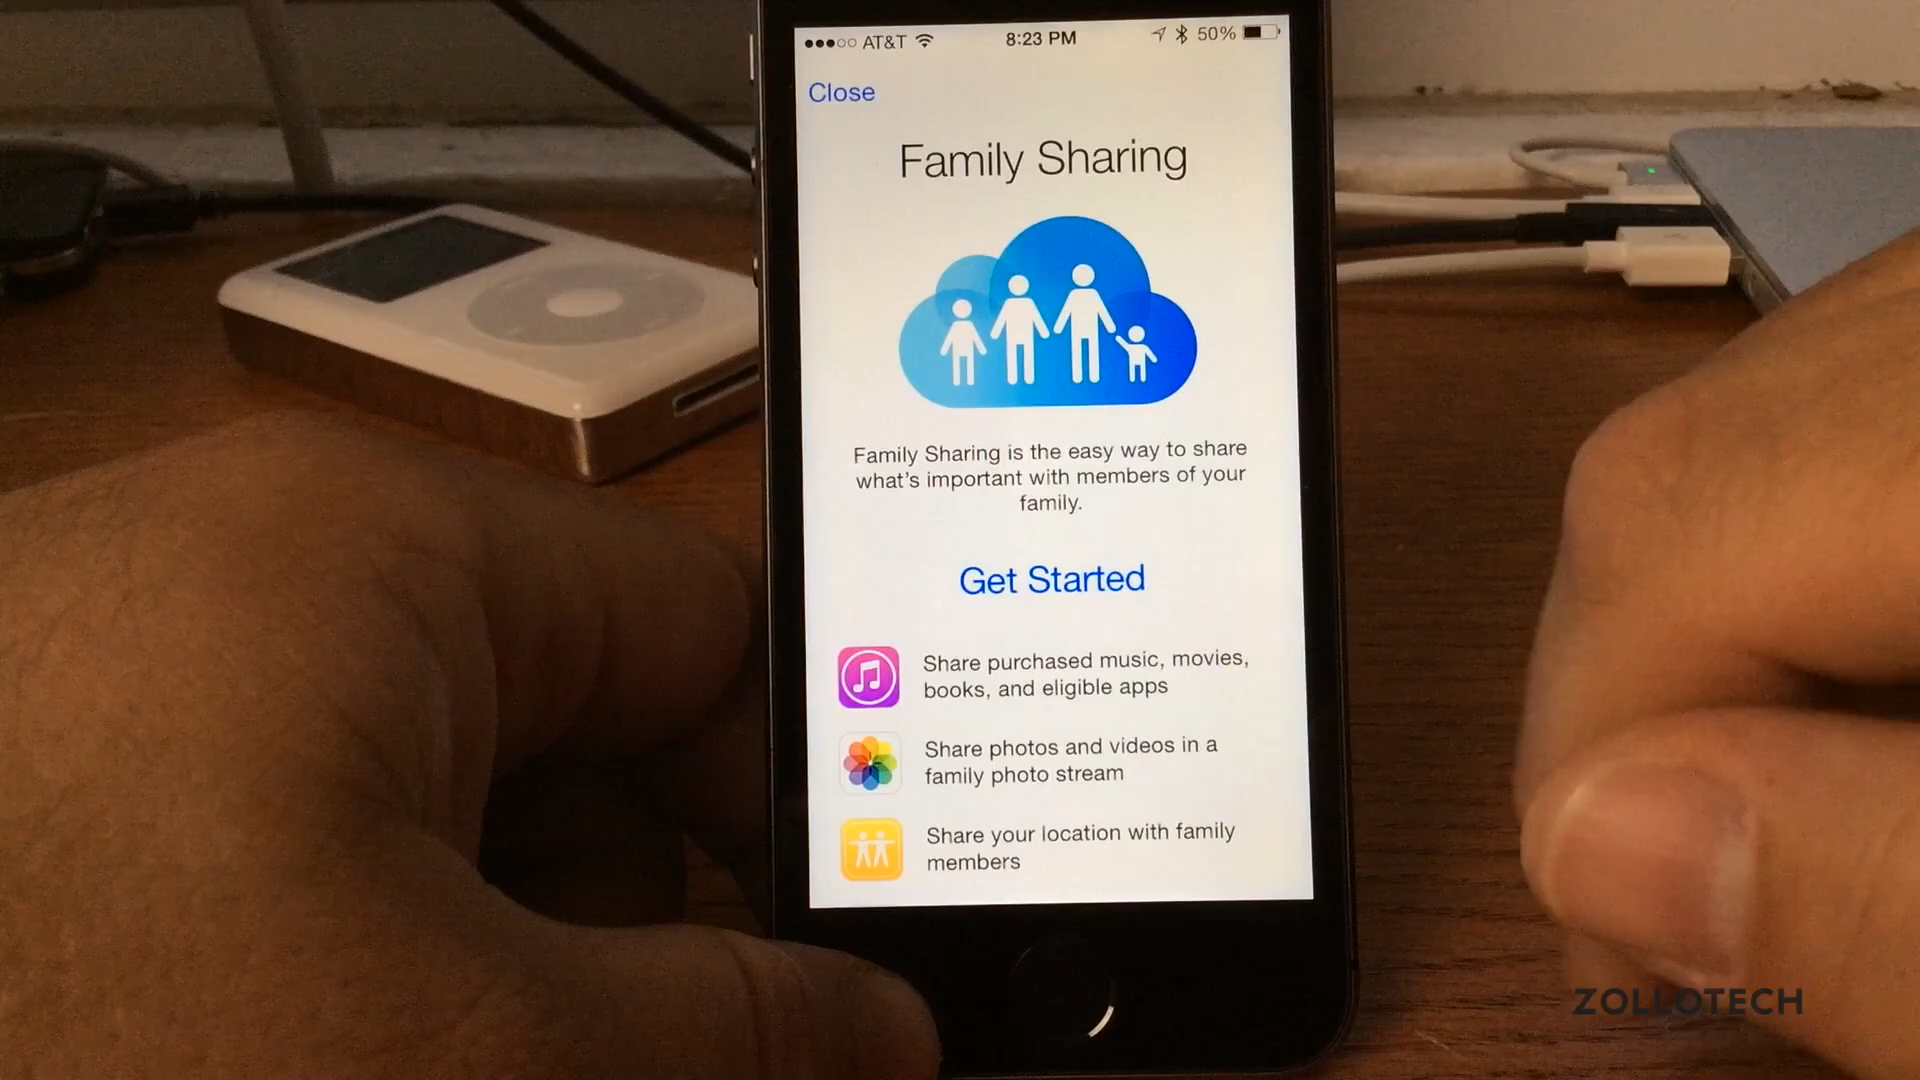 AT&T 8:23 PM 50%
Close
Family Sharing
Family Sharing is the easy way to share
what's important with members of your
family.
Get Started
Share purchased music, movies,
books, and eligible apps
Share photos and videos in a
family photo stream
Share your location with family
members
ZOLLOTECH